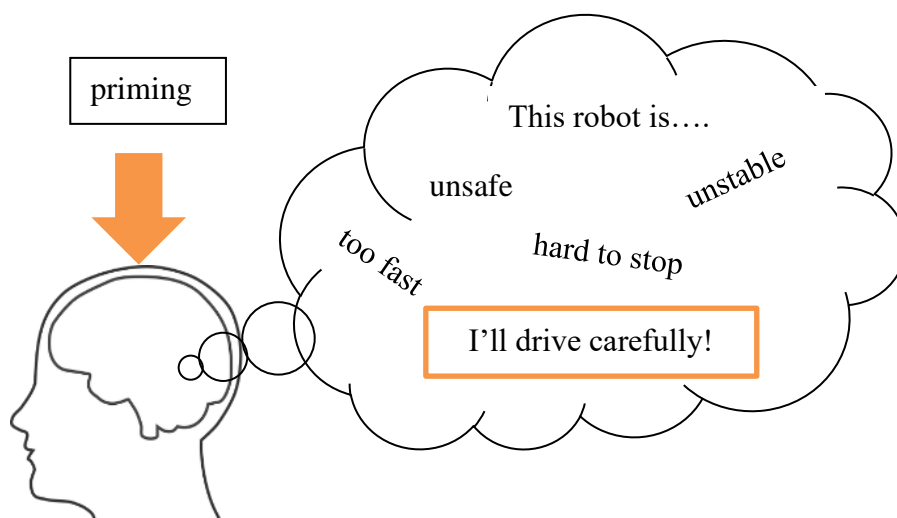 priming
This robot is….
unsafe
unstable
too fast
hard to stop
I’ll drive carefully!